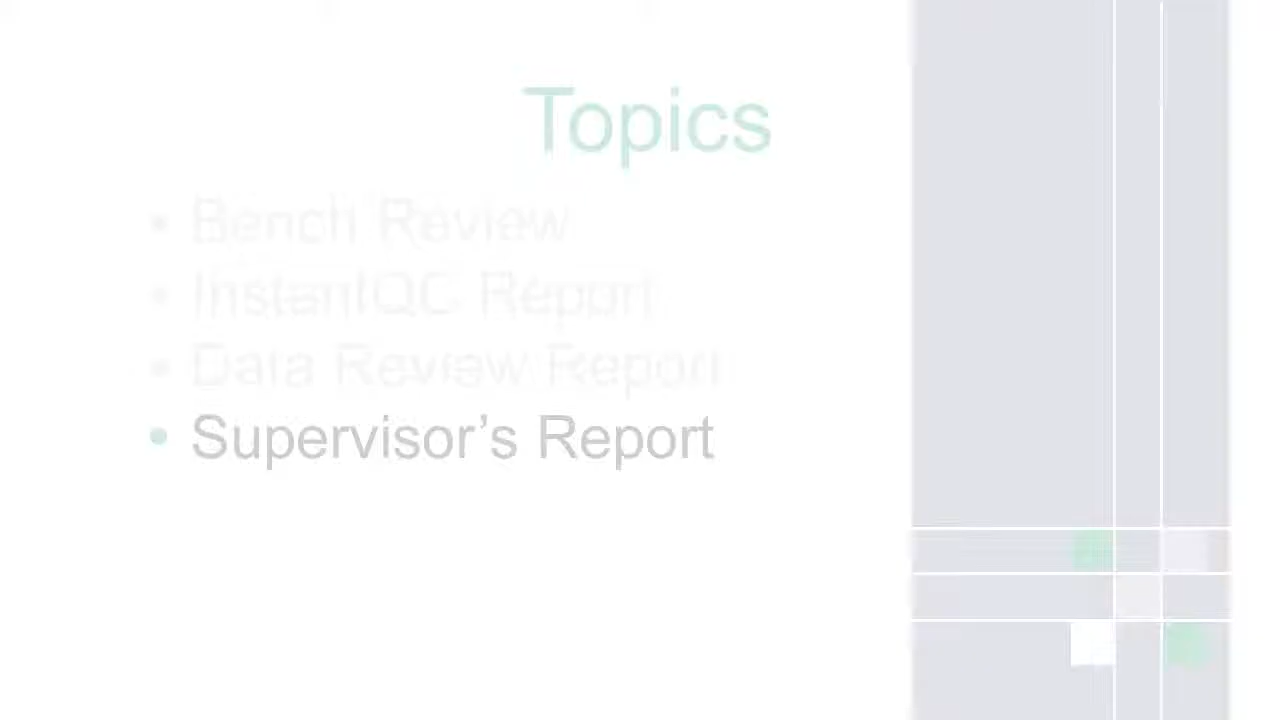 Topics
• Bench Review
• InstantQC Report
• Data Review Report
• Supervisor’s Report